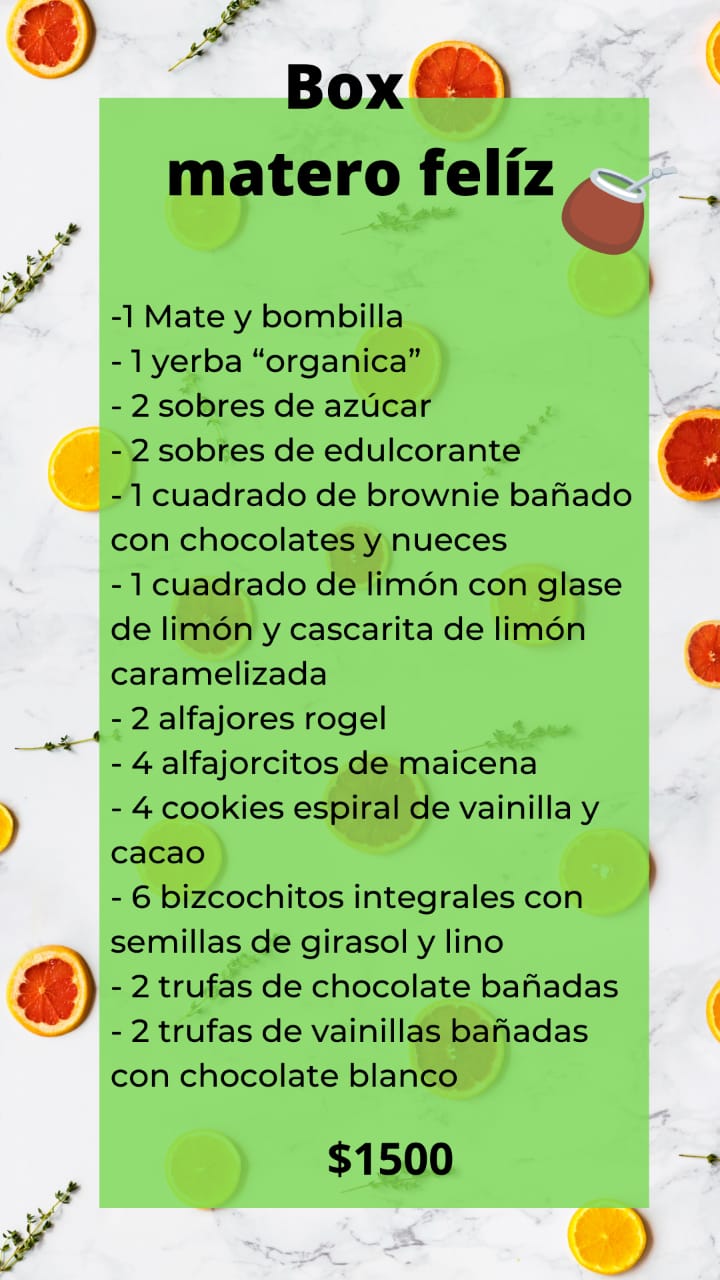 Box
matero felíz
-1 Mate y bombilla
- 1 yerba “organica”
- 2 sobres de azúcar
- 2 sobres de edulcorante
- 1 cuadrado de brownie bañado
con chocolates y nueces
- 1 cuadrado de limón con glase
de limón y cascarita de limón
caramelizada
- 2 alfajores rogel
- 4 alfajorcitos de maicena
- 4 cookies espiral de vainilla y
cacao
- 6 bizcochitos integrales con
semillas de girasol y lino
- 2 trufas de chocolate bañadas
- 2 trufas de vainillas bañadas
con chocolate blanco
$1500